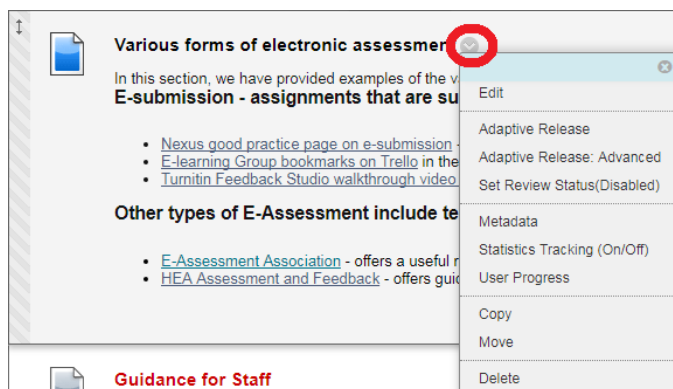 Various forms of electronic assessmen
In this section, we have provided examples of the v
E-submission - assignments that are su
Nexus good practice page on e-submission -
E-learning Group bookmarks on Trello in the
Turnitin Feedback Studio walkthrough video
Other types of E-Assessment include te
E-Assessment Association - offers a useful r
HEA Assessment and Feedback - offers guid
Guidance for Staff
Edit
Adaptive Release
Adaptive Release: Advanced
Set Review Status(Disabled)
Metadata
Statistics Tracking (On/Off)
User Progress
Copy
Move
Delete